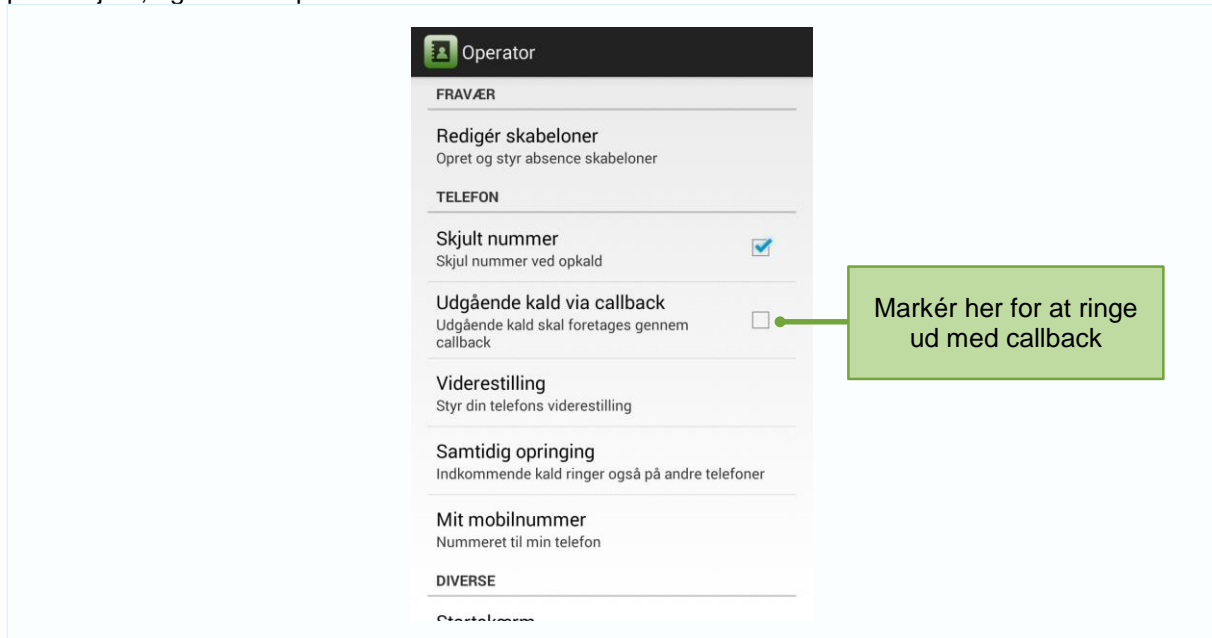 Operator
FRAVÆR
Redigér skabeloner
Opret og styr absence skabeloner
TELEFON
Skjult nummer
Skjul nummer ved opkald
Udgående kald via callback
Udgående kald skal foretages gennem
callback
Markér her for at ringe
ud med callback
Viderestilling
Styr din telefons viderestilling
Samtidig opringing
Indkommende kald ringer også på andre telefoner
Mit mobilnummer
Nummeret til min telefon
DIVERSE
Startskærm